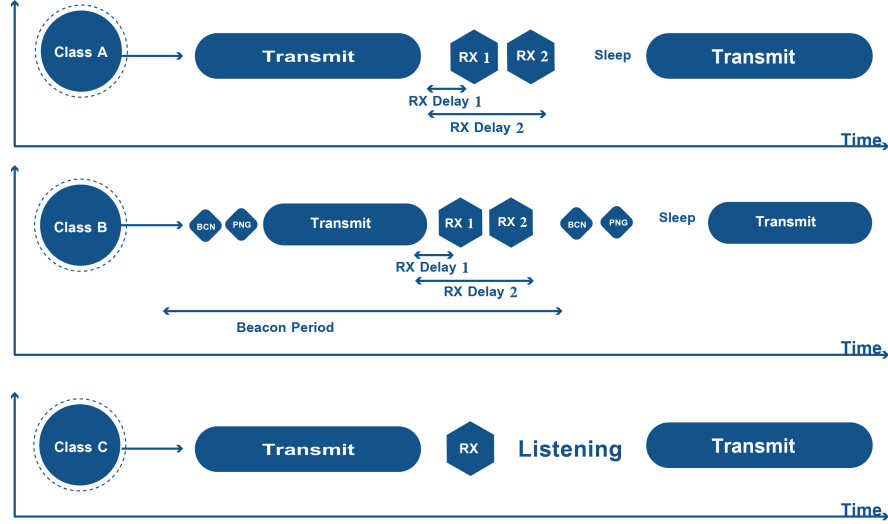 Class A
Transmit
RX 1
RX 2
Sleep
Transmit
RX Delay 1
RX Delay 2
Time
Class B
BCN
PNG
Transmit
RX 1
RX 2
BCN
PNG
Sleep
Transmit
RX Delay 1
RX Delay 2
Beacon Period
Time
Class C
Transmit
RX
Listening
Transmit
Time